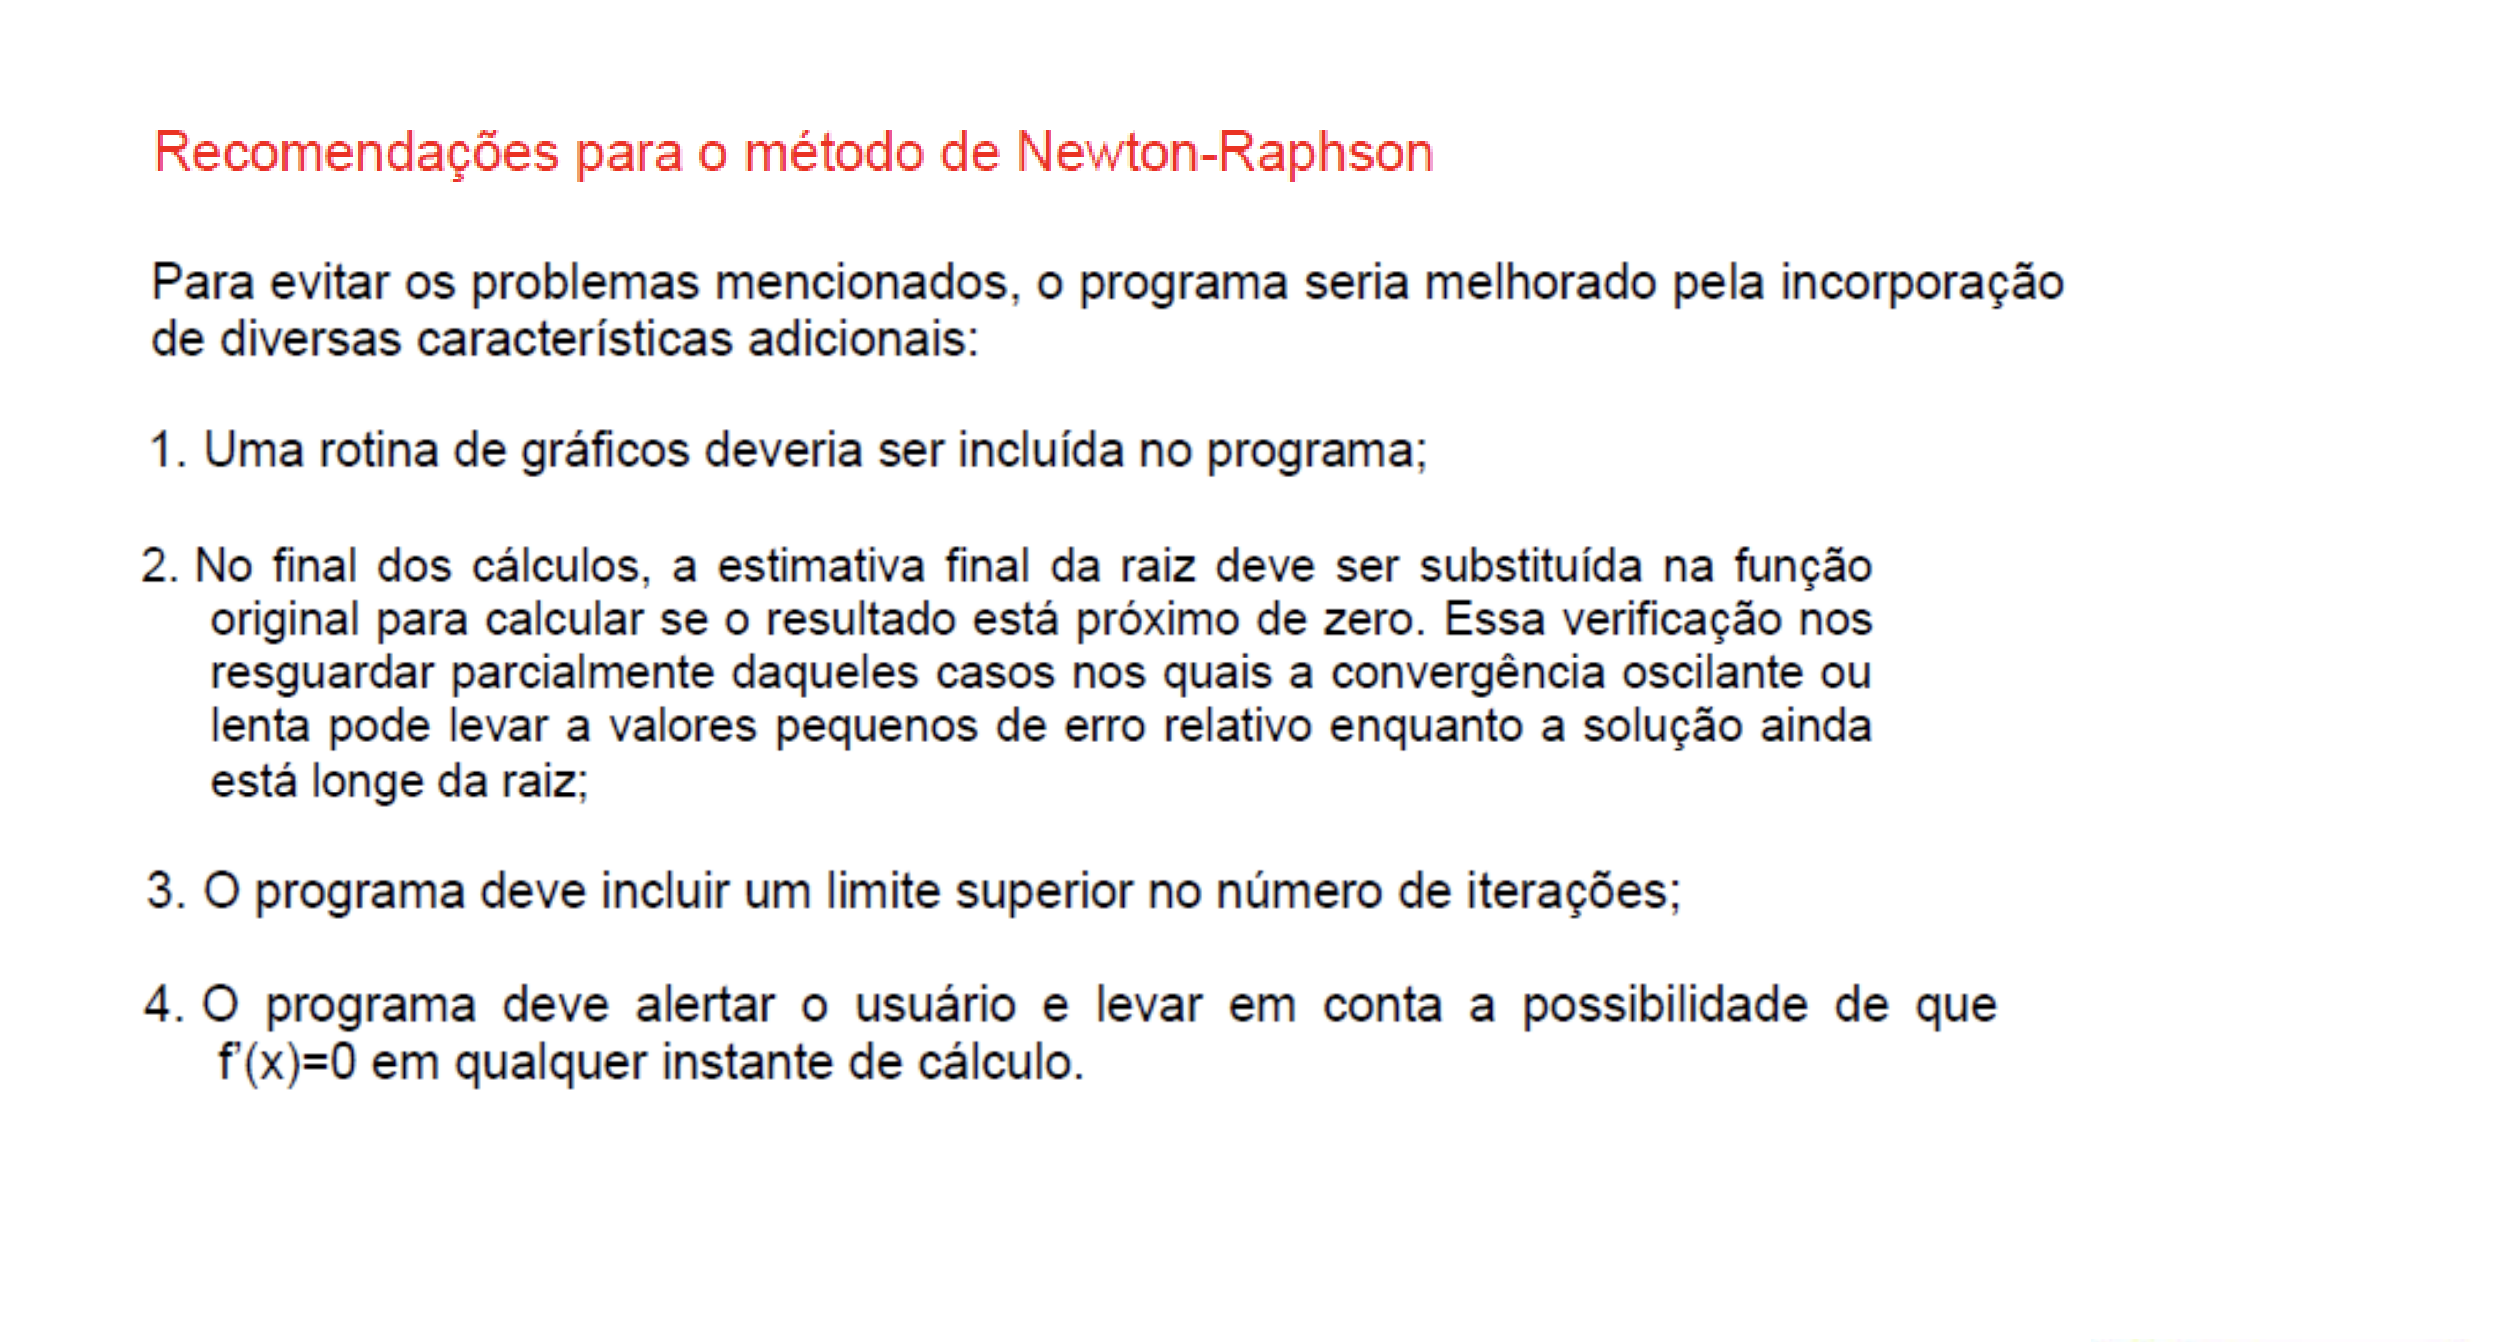 Recomendações para o método de Newton-Raphson
Para evitar os problemas mencionados, o programa seria melhorado pela incorporação
de diversas características adicionais:
1. Uma rotina de gráficos deveria ser incluída no programa;
2. No final dos cálculos, a estimativa final da raiz deve ser substituída na função
original para calcular se o resultado está próximo de zero. Essa verificação nos
resguardar parcialmente daqueles casos nos quais a convergência oscilante ou
lenta pode levar a valores pequenos de erro relativo enquanto a solução ainda
está longe da raiz;
3. O programa deve incluir um limite superior no número de iterações;
4. O programa deve alertar o usuário e levar em conta a possibilidade de que
f’(x)=0 em qualquer instante de cálculo.